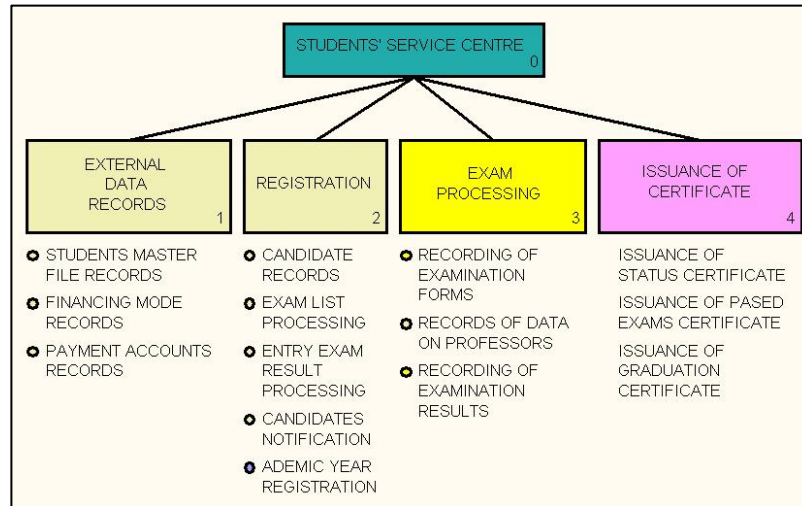 STUDENTS' SERVICE CENTRE
0
EXTERNAL
DATA
RECORDS
1
STUDENTS MASTER
FILE RECORDS
FINANCING MODE
RECORDS
PAYMENT ACCOUNTS
RECORDS
REGISTRATION
2
CANDIDATE
RECORDS
EXAM LIST
PROCESSING
ENTRY EXAM
RESULT
PROCESSING
CANDIDATES
NOTIFICATION
ADEMIC YEAR
REGISTRATION
EXAM
PROCESSING
3
RECORDING OF
EXAMINATION
FORMS
RECORDS OF DATA
ON PROFESSORS
RECORDING OF
EXAMINATION
RESULTS
ISSUANCE OF
CERTIFICATE
4
ISSUANCE OF
STATUS CERTIFICATE
ISSUANCE OF PASED
EXAMS CERTIFICATE
ISSUANCE OF
GRADUATION
CERTIFICATE